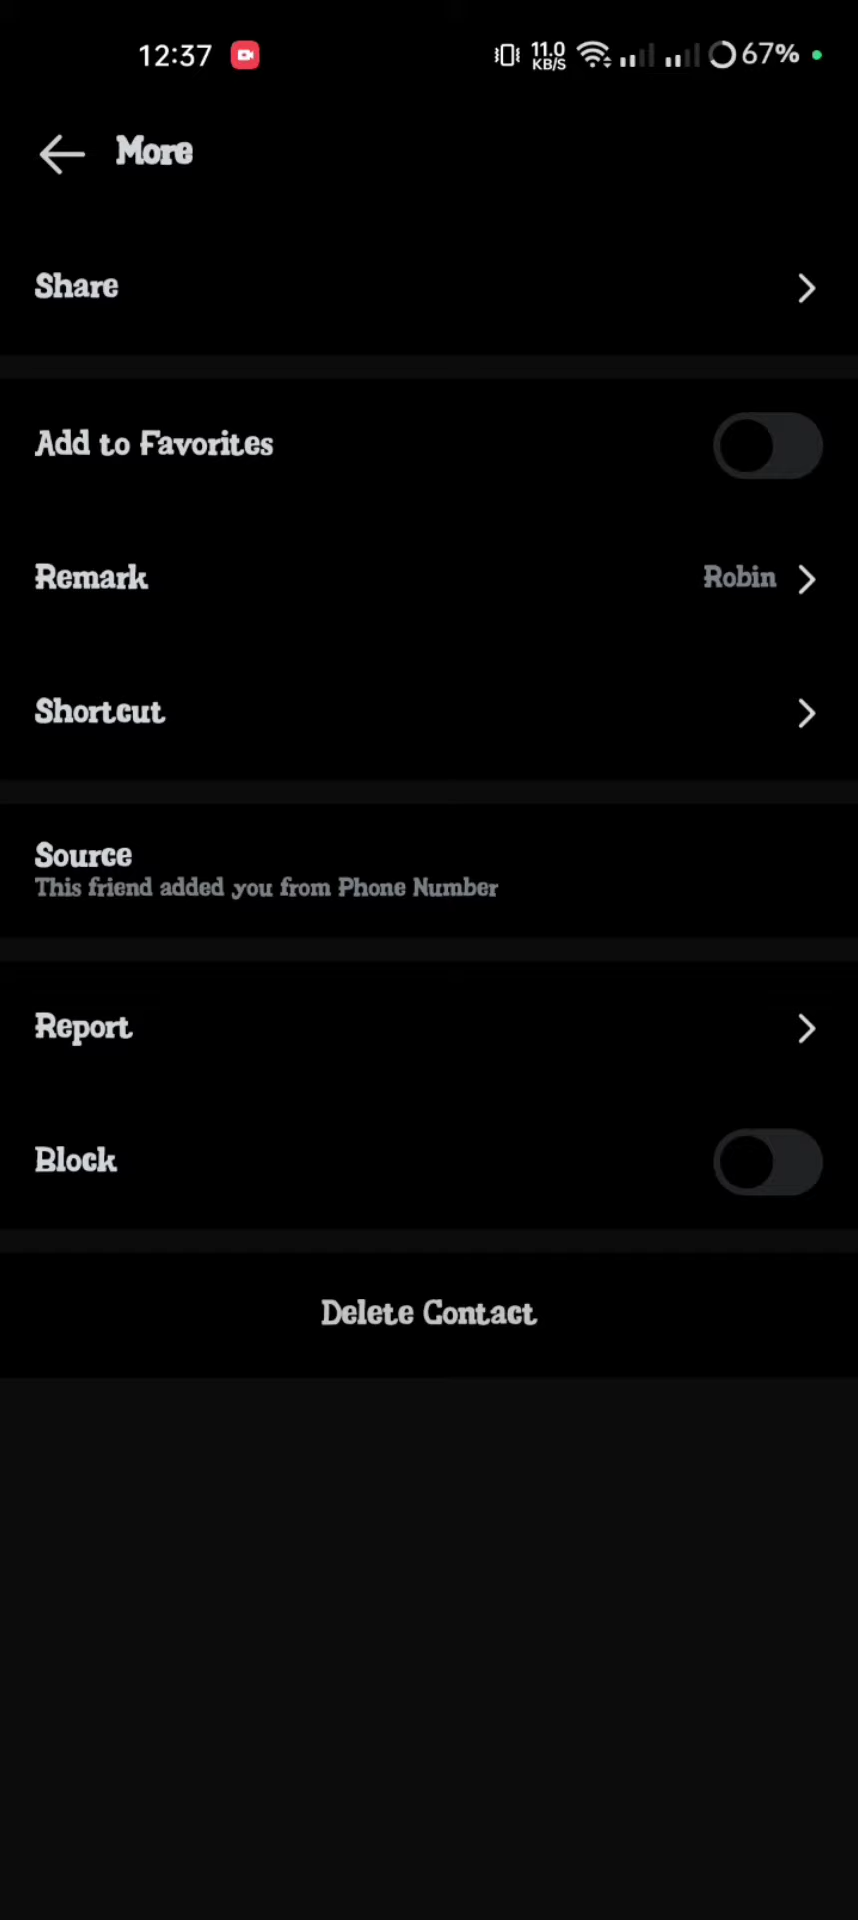 12:37
11.0
KB/S
67%
More
Share
Add to Favorites
Remark
Robin
Shortcut
Source
This friend added you from Phone Number
Report
Block
Delete Contact